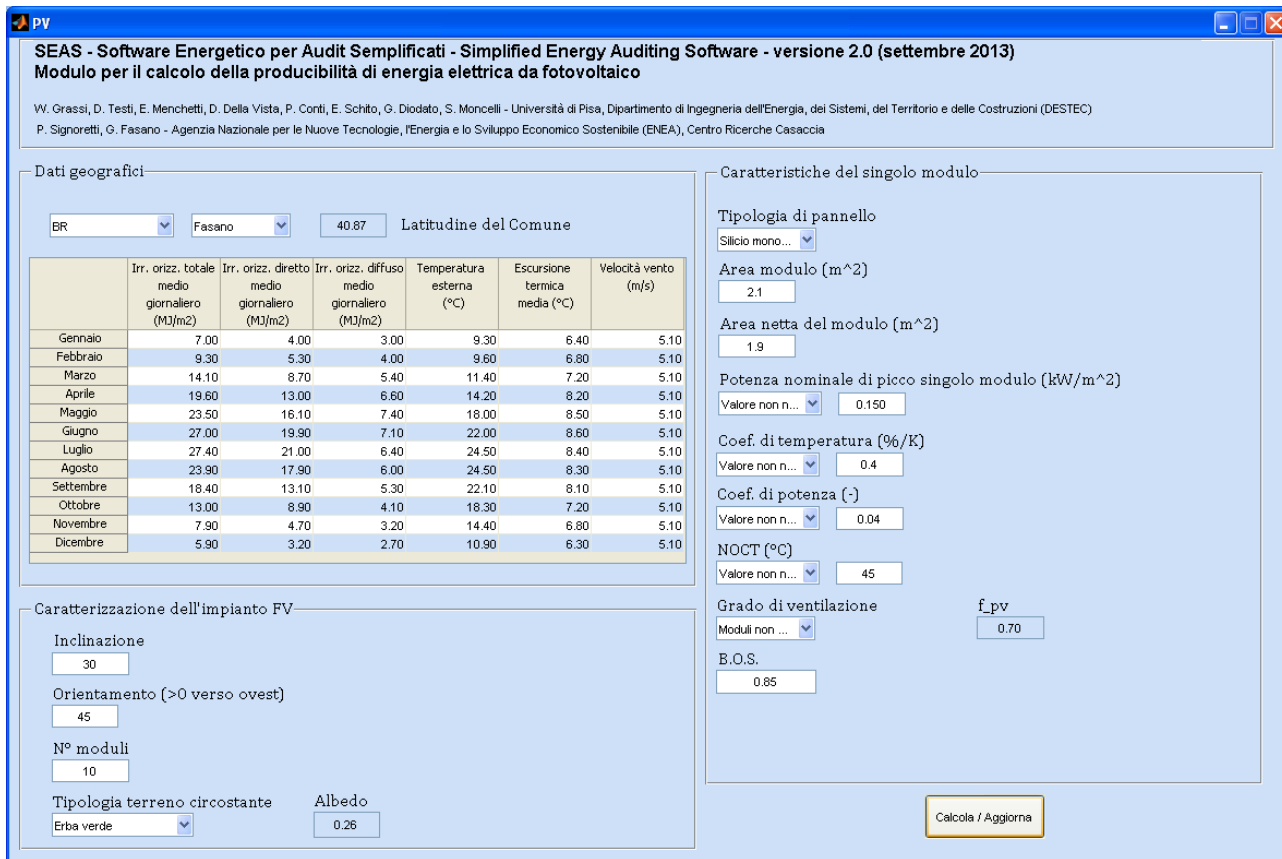 PV
SEAS - Software Energetico per Audit Semplificati - Simplified Energy Auditing Software - versione 2.0 (settembre 2013)
Modulo per il calcolo della producibilità di energia elettrica da fotovoltaico
W. Grassi, D. Testi, E. Menchetti, D. Della Vista, P. Conti, E. Schito, G. Diodato, S. Moncelli - Università di Pisa, Dipartimento di Ingegneria dell'Energia, dei Sistemi, del Territorio e delle Costruzioni (DESTEC)
P. Signoretti, G. Fasano - Agenzia Nazionale per le Nuove Tecnologie, l'Energia e lo Sviluppo Economico Sostenibile (ENEA), Centro Ricerche Casaccia
Dati geografici
BR Fasano 40.87 Latitudine del Comune
Irr. orizz. totale Irr. orizz. diretto Irr. orizz. diffuso Temperatura Escursione Velocità vento
medio medio medio esterna termica (m/s)
giornaliero giornaliero giornaliero (°C) media (°C)
(MJ/m2) (MJ/m2) (MJ/m2)
Gennaio 7.00 4.00 3.00 9.30 6.40 5.10
Febbraio 9.30 5.30 4.00 9.60 6.80 5.10
Marzo 14.10 8.70 5.40 11.40 7.20 5.10
Aprile 19.60 13.00 6.60 14.20 8.20 5.10
Maggio 23.50 16.10 7.40 18.00 8.50 5.10
Giugno 27.00 19.90 7.10 22.00 8.60 5.10
Luglio 27.40 21.00 6.40 24.50 8.40 5.10
Agosto 23.90 17.90 6.00 24.50 8.30 5.10
Settembre 18.40 13.10 5.30 22.10 8.10 5.10
Ottobre 13.00 8.90 4.10 18.30 7.20 5.10
Novembre 7.90 4.70 3.20 14.40 6.80 5.10
Dicembre 5.90 3.20 2.70 10.90 6.30 5.10
Caratterizzazione dell'impianto FV
Inclinazione
30
Orientamento (>0 verso ovest)
45
N° moduli
10
Tipologia terreno circostante Albedo
Erba verde 0.26
Caratteristiche del singolo modulo
Tipologia di pannello
Silicio mono...
Area modulo (m^2)
2.1
Area netta del modulo (m^2)
1.9
Potenza nominale di picco singolo modulo (kW/m^2)
Valore non n... 0.150
Coef. di temperatura (%/K)
Valore non n... 0.4
Coef. di potenza (-)
Valore non n... 0.04
NOCT (°C)
Valore non n... 45
Grado di ventilazione f_pv
Moduli non ... 0.70
B.O.S.
0.85
Calcola / Aggiorna